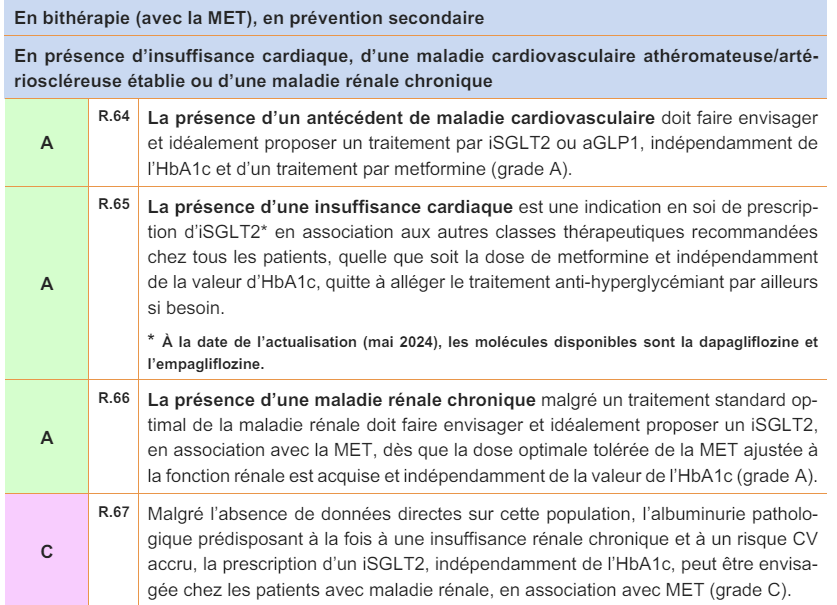 En bithérapie (avec la MET), en prévention secondaire
En présence d’insuffisance cardiaque, d’une maladie cardiovasculaire athéromateuse/arté-
rioscléreuse établie ou d’une maladie rénale chronique
A
R.64
La présence d’un antécédent de maladie cardiovasculaire doit faire envisager
et idéalement proposer un traitement par iSGLT2 ou aGLP1, indépendamment de
l’HbA1c et d’un traitement par metformine (grade A).
A
R.65
La présence d’une insuffisance cardiaque est une indication en soi de prescrip-
tion d’iSGLT2* en association aux autres classes thérapeutiques recommandées
chez tous les patients, quelle que soit la dose de metformine et indépendamment
de la valeur d’HbA1c, quitte à alléger le traitement anti-hyperglycémiant par ailleurs
si besoin.
* À la date de l’actualisation (mai 2024), les molécules disponibles sont la dapagliflozine et
l’empagliflozine.
A
R.66
La présence d’une maladie rénale chronique malgré un traitement standard op-
timal de la maladie rénale doit faire envisager et idéalement proposer un iSGLT2,
en association avec la MET, dès que la dose optimale tolérée de la MET ajustée à
la fonction rénale est acquise et indépendamment de la valeur de l’HbA1c (grade A).
C
R.67
Malgré l’absence de données directes sur cette population, l’albuminurie patholo-
gique prédisposant à la fois à une insuffisance rénale chronique et à un risque CV
accru, la prescription d’un iSGLT2, indépendamment de l’HbA1c, peut être envisa-
gée chez les patients avec maladie rénale, en association avec MET (grade C).